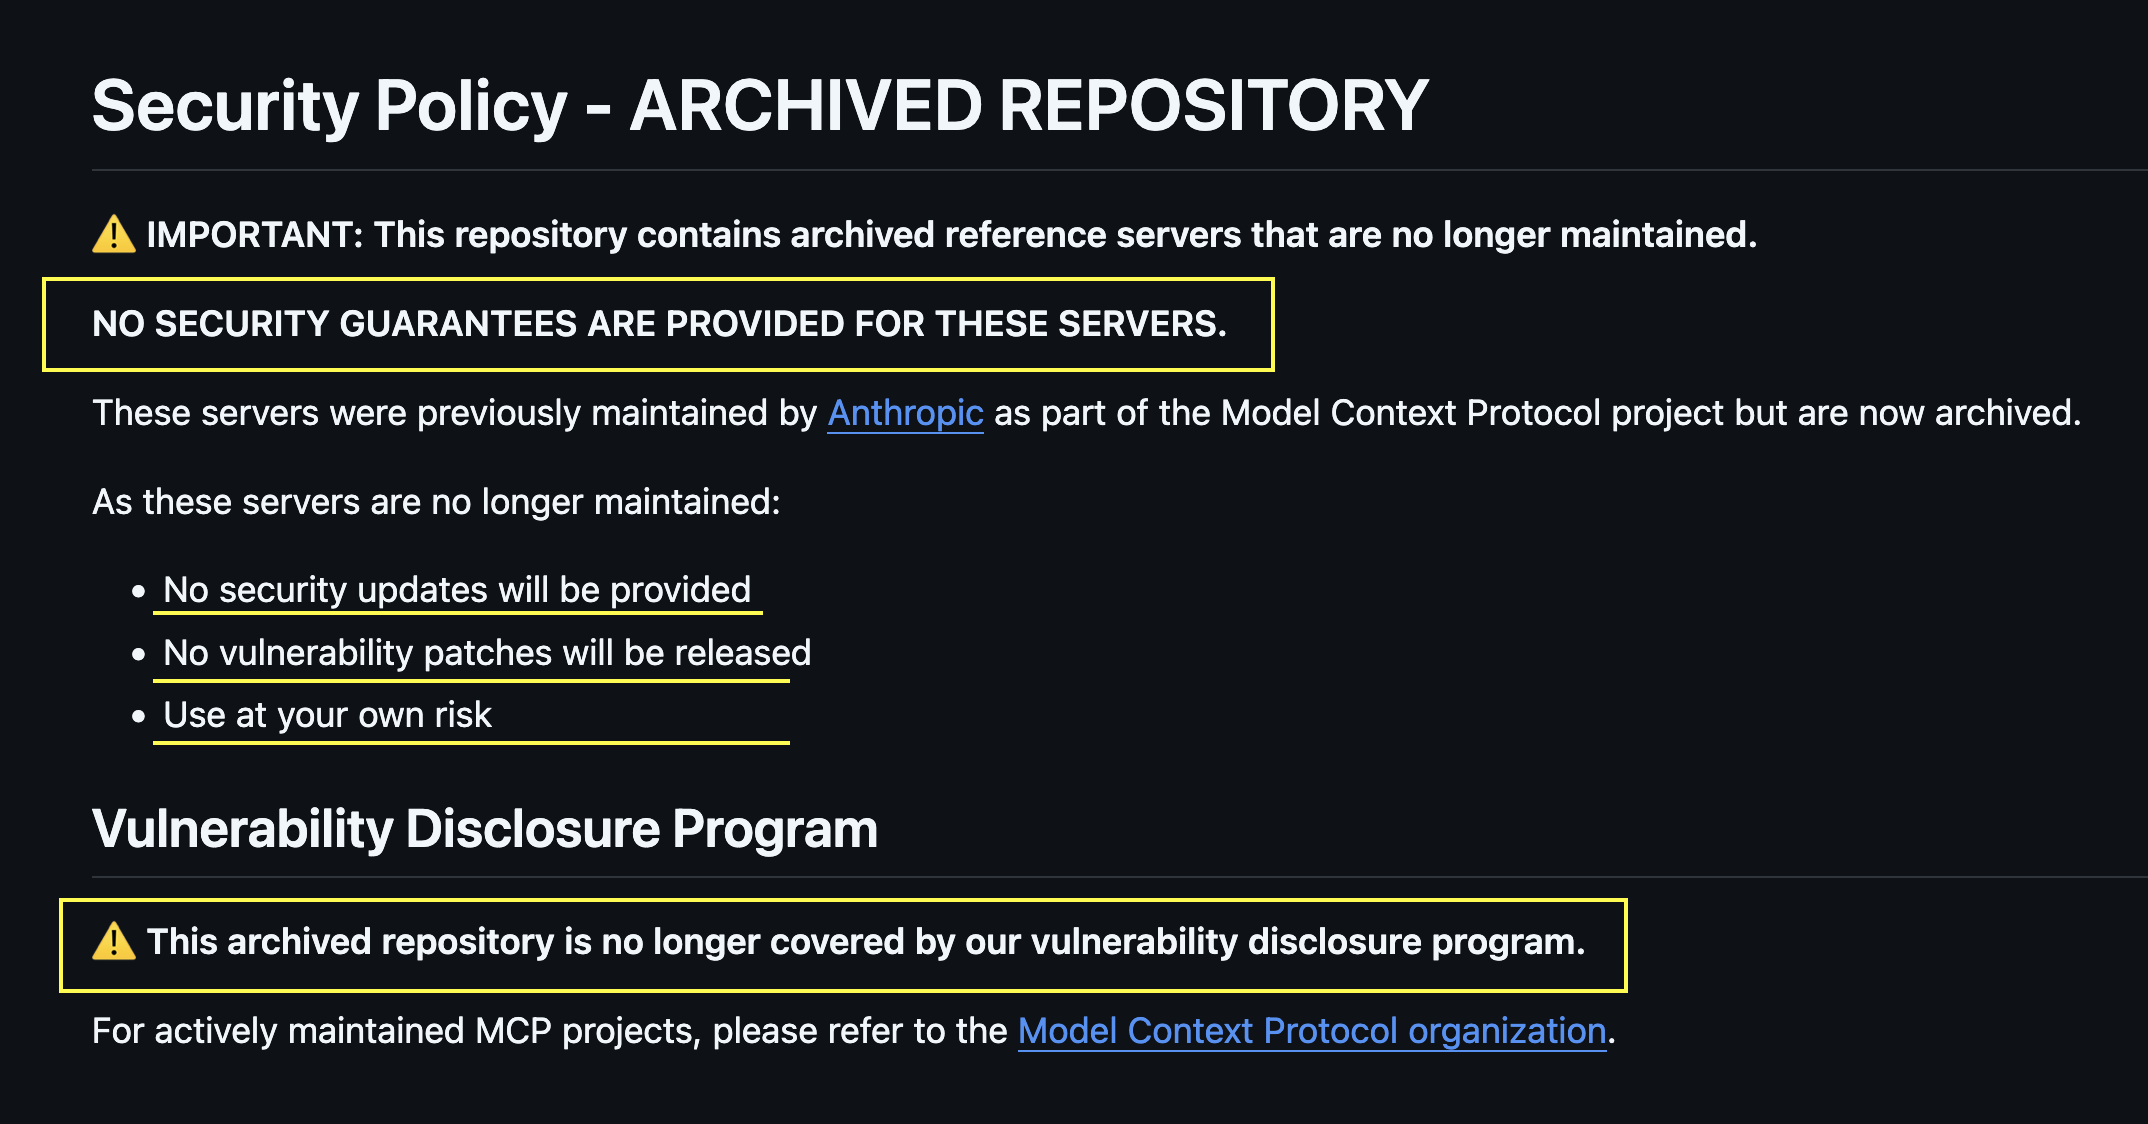 Security Policy - ARCHIVED REPOSITORY
⚠️ IMPORTANT: This repository contains archived reference servers that are no longer maintained.
NO SECURITY GUARANTEES ARE PROVIDED FOR THESE SERVERS.
These servers were previously maintained by Anthropic as part of the Model Context Protocol project but are now archived.
As these servers are no longer maintained:
• No security updates will be provided
• No vulnerability patches will be released
• Use at your own risk
Vulnerability Disclosure Program
⚠️ This archived repository is no longer covered by our vulnerability disclosure program.
For actively maintained MCP projects, please refer to the Model Context Protocol organization.